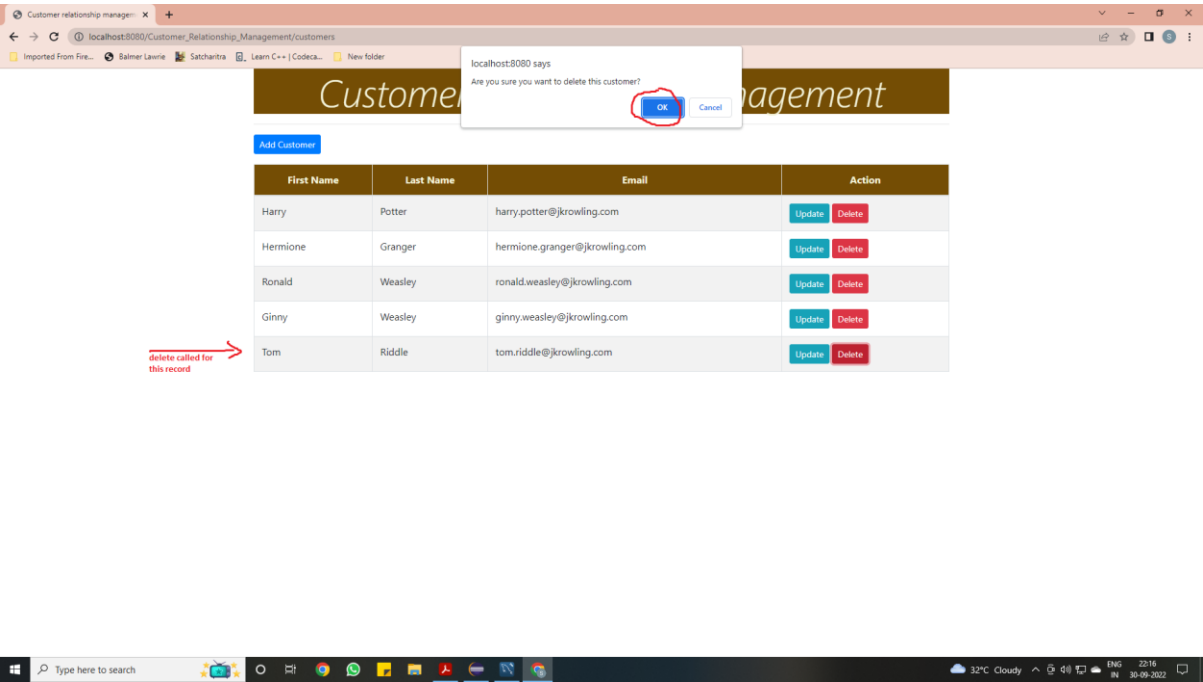 Customer relationship managem
localhost:8080/Customer_Relationship_Management/customers
Imported From Fire... Balmer Lawrie Satcharitra Learn C++ | Codeca... New folder
S
localhost:8080 says
Are you sure you want to delete this customer?
OK Cancel
Custome agement
Add Customer
First Name Last Name Email Action
Harry Potter harry.potter@jkrowling.com Update Delete
Hermione Granger hermione.granger@jkrowling.com Update Delete
Ronald Weasley ronald.weasley@jkrowling.com Update Delete
Ginny Weasley ginny.weasley@jkrowling.com Update Delete
Tom Riddle tom.riddle@jkrowling.com Update Delete
delete called for
this record
Type here to search
32°C Cloudy
ENG
IN
22:16
30-09-2022